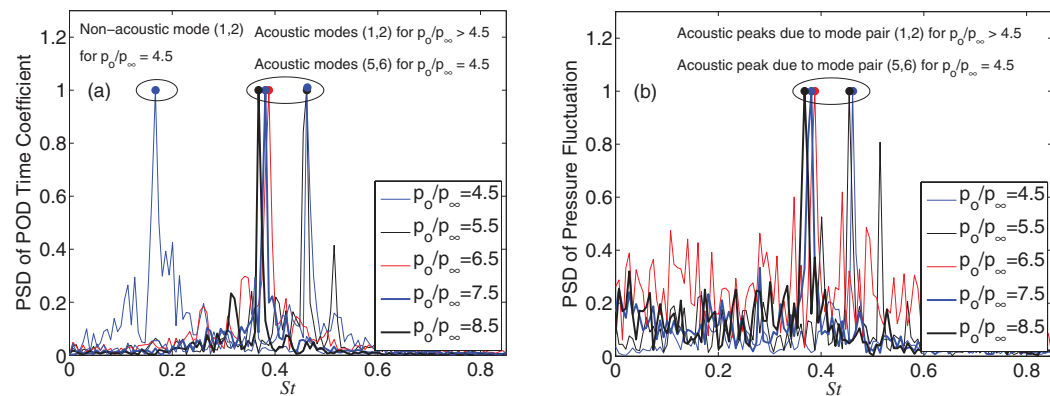 Non-acoustic mode (1,2)
for p_o/p_∞ = 4.5
Acoustic modes (1,2) for p_o/p_∞ > 4.5
Acoustic modes (5,6) for p_o/p_∞ = 4.5
(a)
PSD of POD Time Coefficient
1.2
1
0.8
0.6
0.4
0.2
0
0 0.2 0.4 0.6 0.8
St
p_o/p_∞=4.5
p_o/p_∞=5.5
p_o/p_∞=6.5
p_o/p_∞=7.5
p_o/p_∞=8.5
Acoustic peaks due to mode pair (1,2) for p_o/p_∞ > 4.5
Acoustic peak due to mode pair (5,6) for p_o/p_∞ = 4.5
(b)
PSD of Pressure Fluctuation
1.2
1
0.8
0.6
0.4
0.2
0
0 0.2 0.4 0.6 0.8
St
p_o/p_∞=4.5
p_o/p_∞=5.5
p_o/p_∞=6.5
p_o/p_∞=7.5
p_o/p_∞=8.5